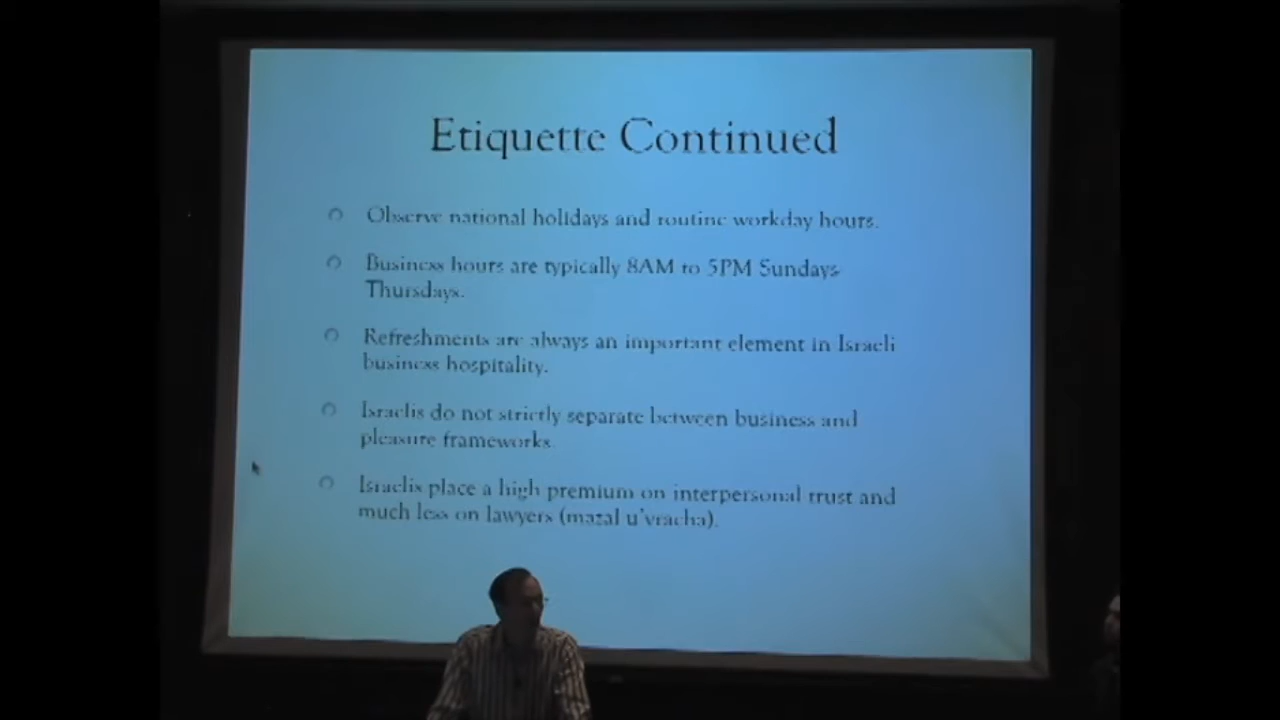 Etiquette Continued
Observe national holidays and routine workday hours.
Business hours are typically 8AM to 5PM Sundays-
Thursdays.
Refreshments are always an important element in Israeli
business hospitality.
Israelis do not strictly separate between business and
pleasure frameworks.
Israelis place a high premium on interpersonal trust and
much less on lawyers (mazal u'vracha).